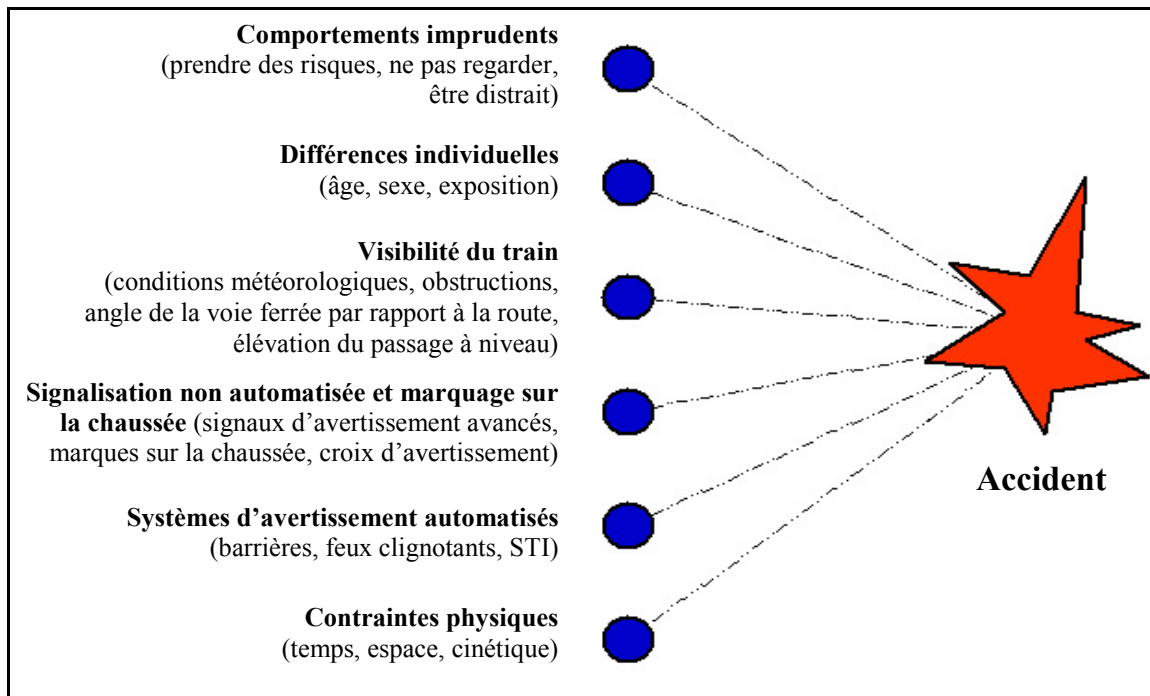 Comportements imprudents
(prendre des risques, ne pas regarder,
être distrait)
Différences individuelles
(âge, sexe, exposition)
Visibilité du train
(conditions météorologiques, obstructions,
angle de la voie ferrée par rapport à la route,
élévation du passage à niveau)
Signalisation non automatisée et marquage sur
la chaussée (signaux d’avertissement avancés,
marques sur la chaussée, croix d’avertissement)
Systèmes d’avertissement automatisés
(barrières, feux clignotants, STI)
Contraintes physiques
(temps, espace, cinétique)
Accident